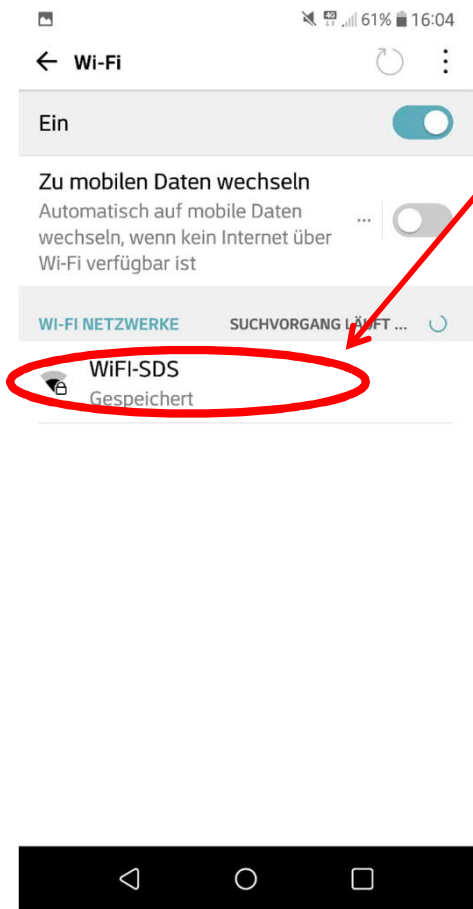 4G 61% 16:04
Wi-Fi
Ein
Zu mobilen Daten wechseln
Automatisch auf mobile Daten ...
wechseln, wenn kein Internet über
Wi-Fi verfügbar ist
WI-FI NETZWERKE SUCHVORGANG LÄUFT ...
WiFI-SDS
Gespeichert